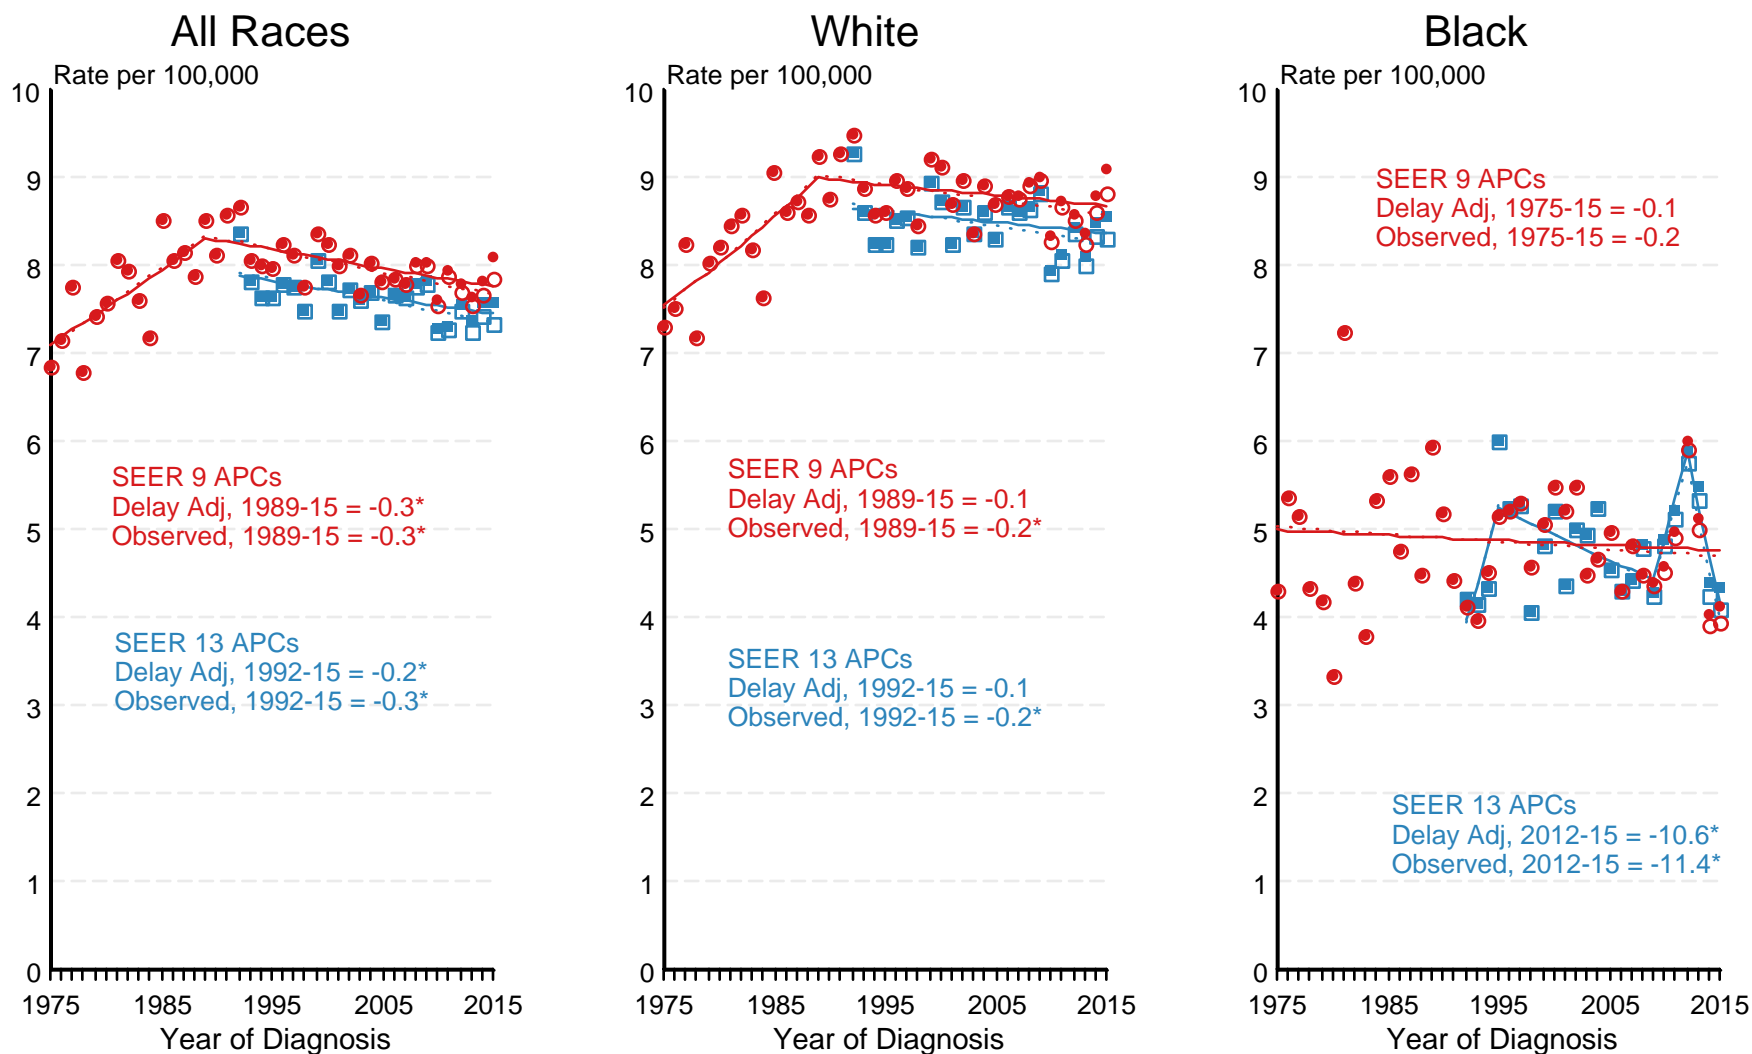 All Races
Rate per 100,000
10
9
8
7
6
5
4
3
2
1
0
SEER 9 APCs
Delay Adj, 1989-15 = -0.3*
Observed, 1989-15 = -0.3*
SEER 13 APCs
Delay Adj, 1992-15 = -0.2*
Observed, 1992-15 = -0.3*
1975 1985 1995 2005 2015
Year of Diagnosis
White
Rate per 100,000
10
9
8
7
6
5
4
3
2
1
0
SEER 9 APCs
Delay Adj, 1989-15 = -0.1
Observed, 1989-15 = -0.2*
SEER 13 APCs
Delay Adj, 1992-15 = -0.1
Observed, 1992-15 = -0.2*
1975 1985 1995 2005 2015
Year of Diagnosis
Black
Rate per 100,000
10
9
8
7
6
5
4
3
2
1
0
SEER 9 APCs
Delay Adj, 1975-15 = -0.1
Observed, 1975-15 = -0.2
SEER 13 APCs
Delay Adj, 2012-15 = -10.6*
Observed, 2012-15 = -11.4*
1975 1985 1995 2005 2015
Year of Diagnosis